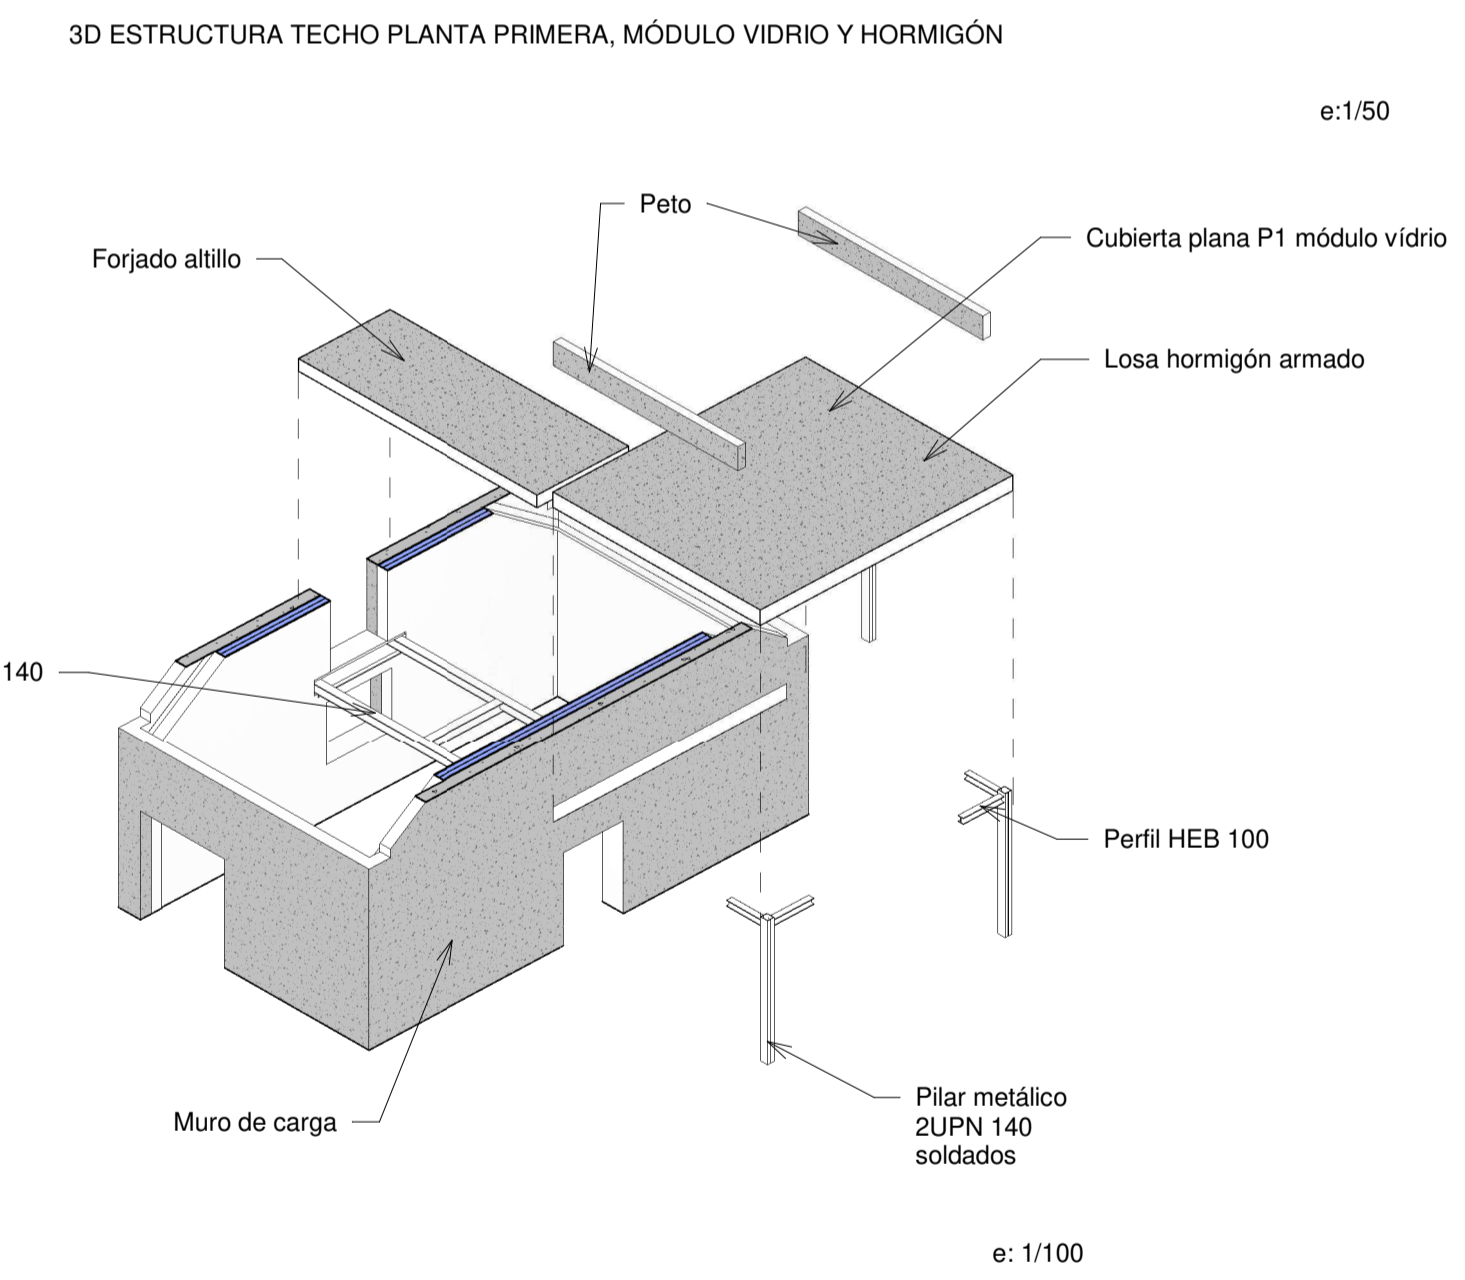 3D ESTRUCTURA TECHO PLANTA PRIMERA, MÓDULO VIDRIO Y HORMIGÓN
e:1/50
Peto
Cubierta plana P1 módulo vídrio
Forjado altillo
Losa hormigón armado
140
Perfil HEB 100
Pilar metálico
2UPN 140
soldados
Muro de carga
e: 1/100